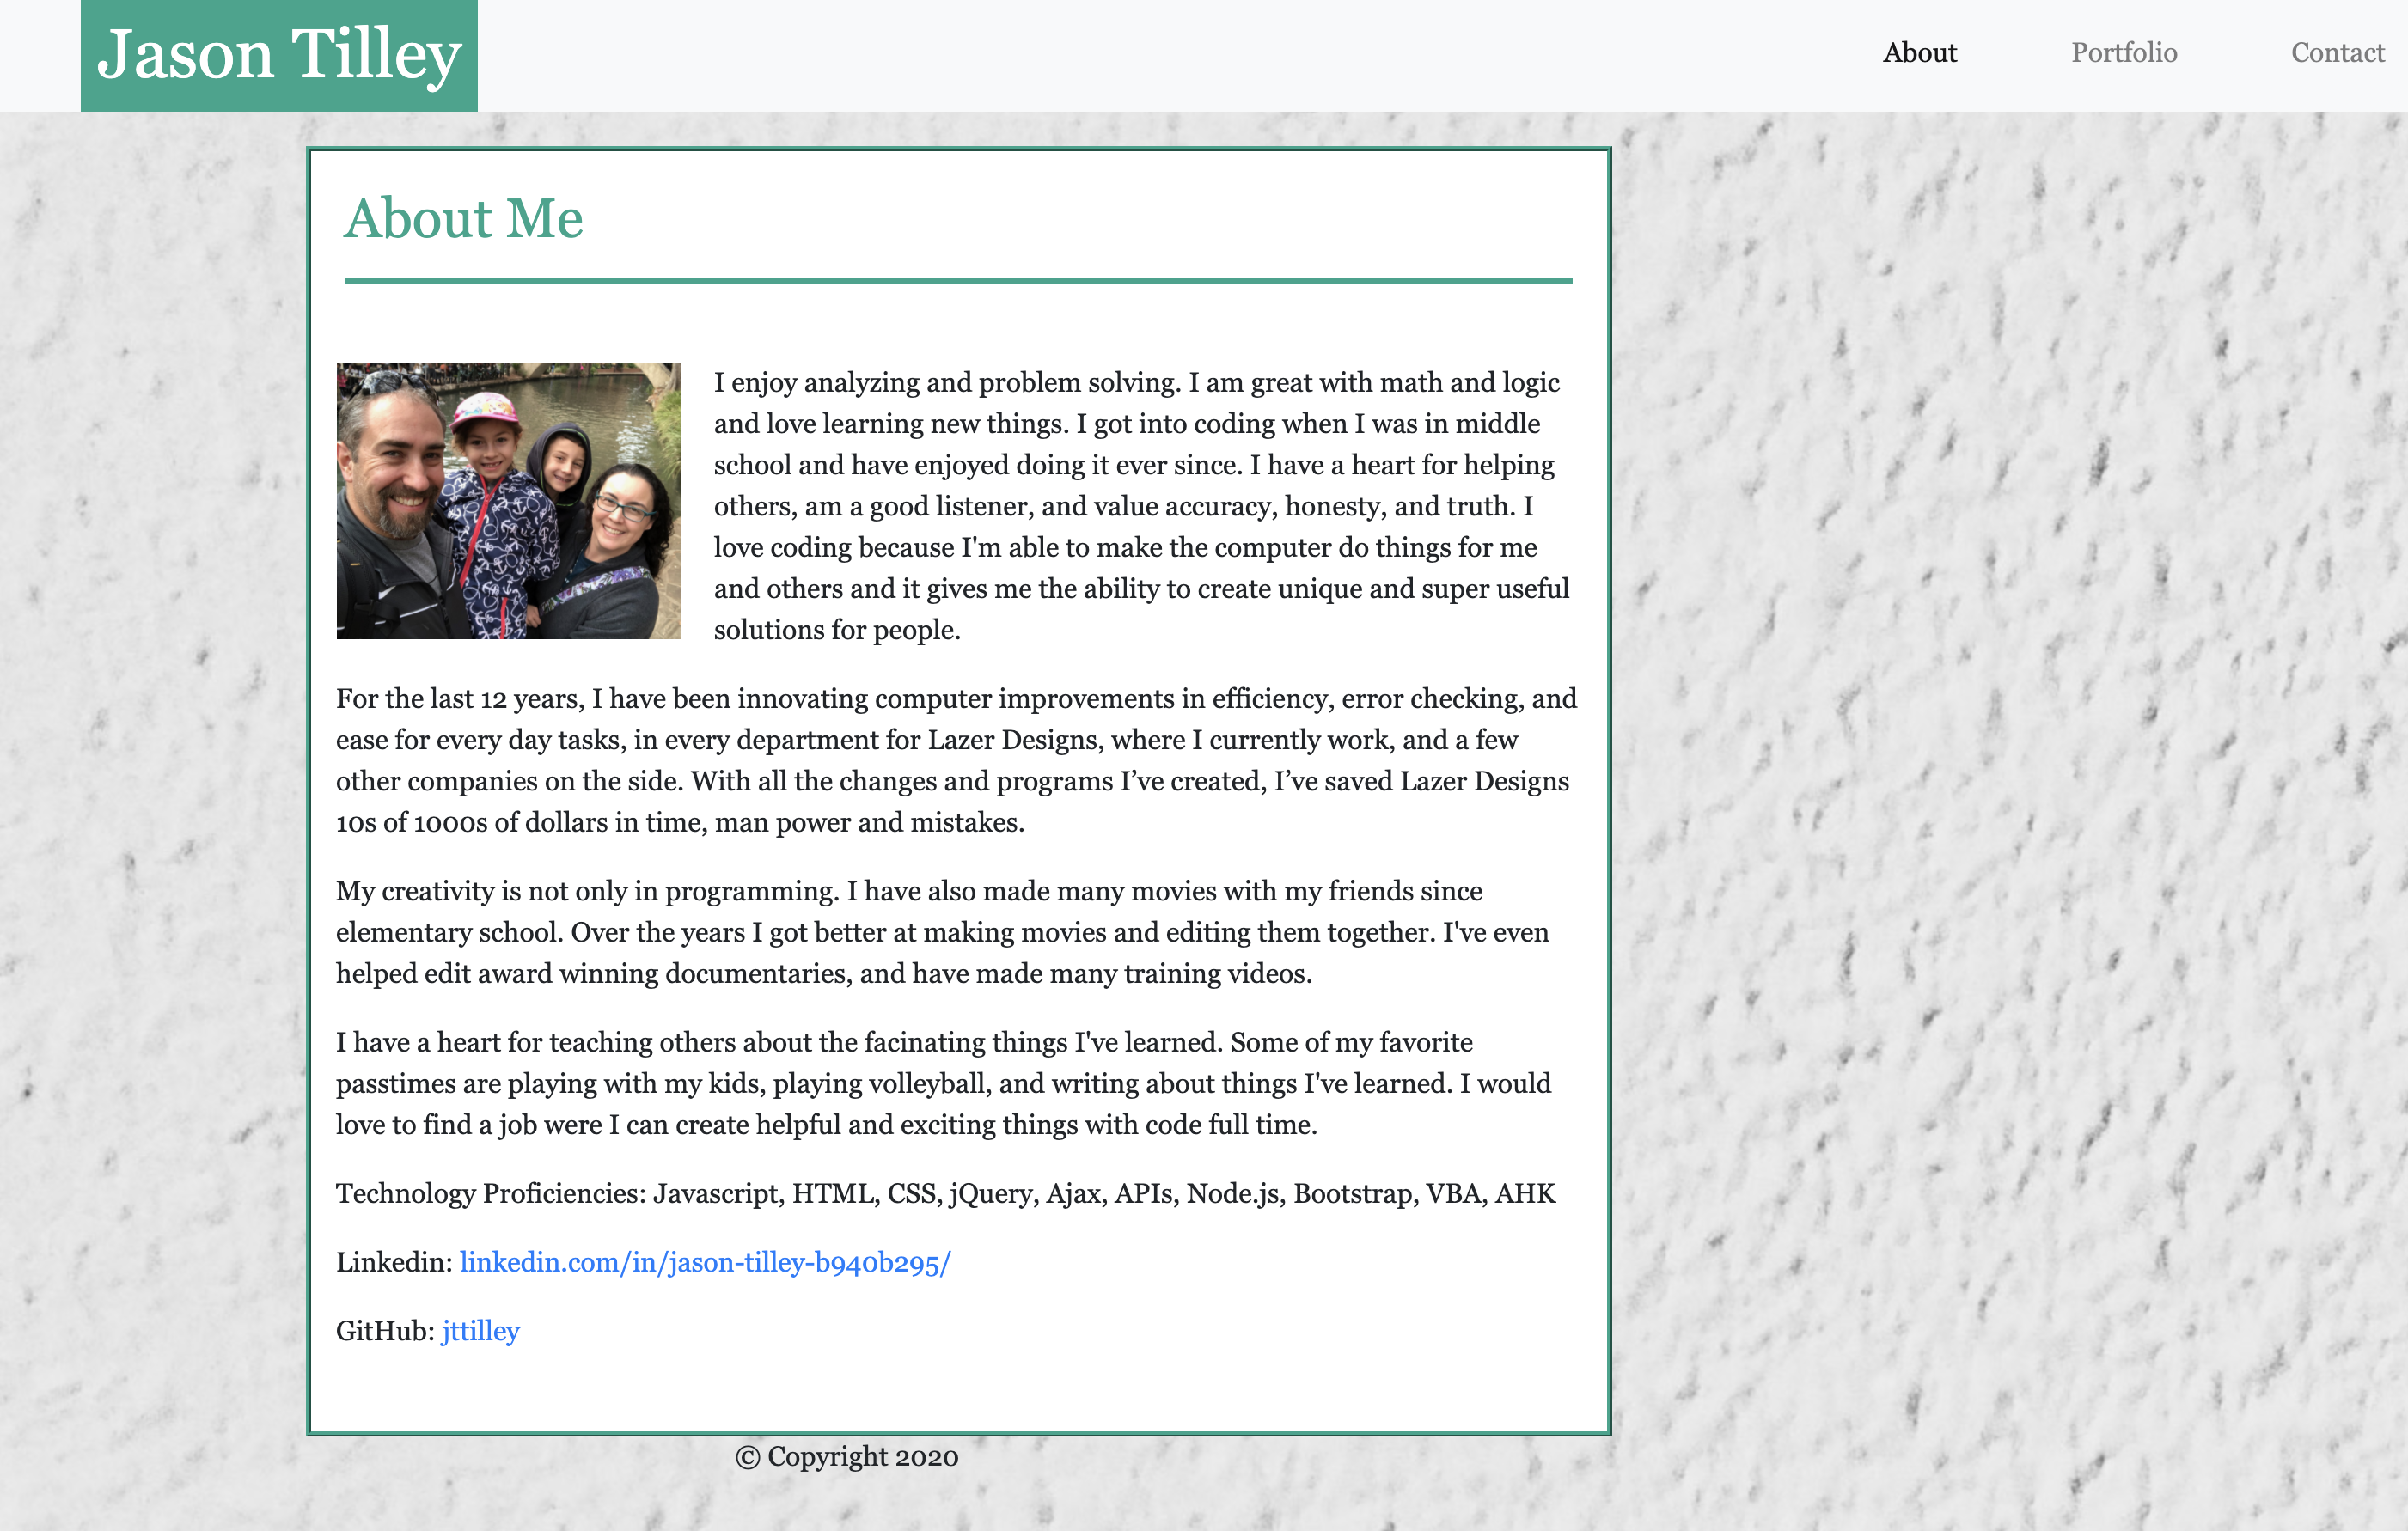 Jason Tilley
About
Portfolio
Contact
About Me
I enjoy analyzing and problem solving. I am great with math and logic
and love learning new things. I got into coding when I was in middle
school and have enjoyed doing it ever since. I have a heart for helping
others, am a good listener, and value accuracy, honesty, and truth. I
love coding because I'm able to make the computer do things for me
and others and it gives me the ability to create unique and super useful
solutions for people.
For the last 12 years, I have been innovating computer improvements in efficiency, error checking, and
ease for every day tasks, in every department for Lazer Designs, where I currently work, and a few
other companies on the side. With all the changes and programs I’ve created, I’ve saved Lazer Designs
10s of 1000s of dollars in time, man power and mistakes.
My creativity is not only in programming. I have also made many movies with my friends since
elementary school. Over the years I got better at making movies and editing them together. I've even
helped edit award winning documentaries, and have made many training videos.
I have a heart for teaching others about the facinating things I've learned. Some of my favorite
passtimes are playing with my kids, playing volleyball, and writing about things I've learned. I would
love to find a job were I can create helpful and exciting things with code full time.
Technology Proficiencies: Javascript, HTML, CSS, jQuery, Ajax, APIs, Node.js, Bootstrap, VBA, AHK
Linkedin: linkedin.com/in/jason-tilley-b940b295/
GitHub: jttilley
© Copyright 2020